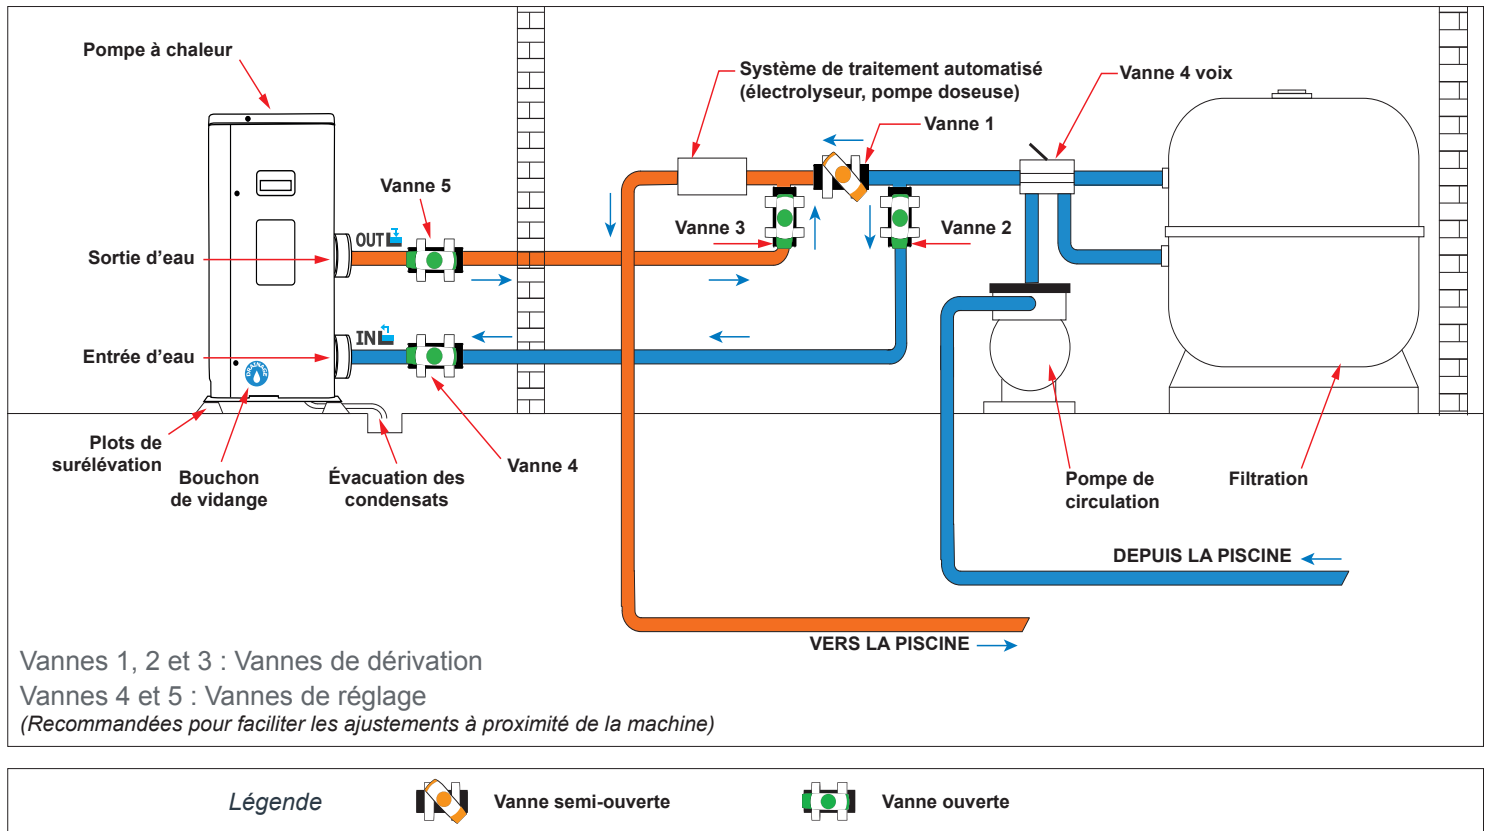 Pompe à chaleur
Système de traitement automatisé
(électrolyseur, pompe doseuse)
Vanne 4 voix
Vanne 1
Vanne 5
Vanne 3
Vanne 2
OUT
Sortie d'eau
IN
Entrée d'eau
DRAINAGE
Plots de
surélévation
Bouchon
de vidange
Évacuation des
condensats
Vanne 4
Pompe de
circulation
Filtration
DEPUIS LA PISCINE
VERS LA PISCINE
Vannes 1, 2 et 3 : Vannes de dérivation
Vannes 4 et 5 : Vannes de réglage
(Recommandées pour faciliter les ajustements à proximité de la machine)
Légende
Vanne semi-ouverte
Vanne ouverte